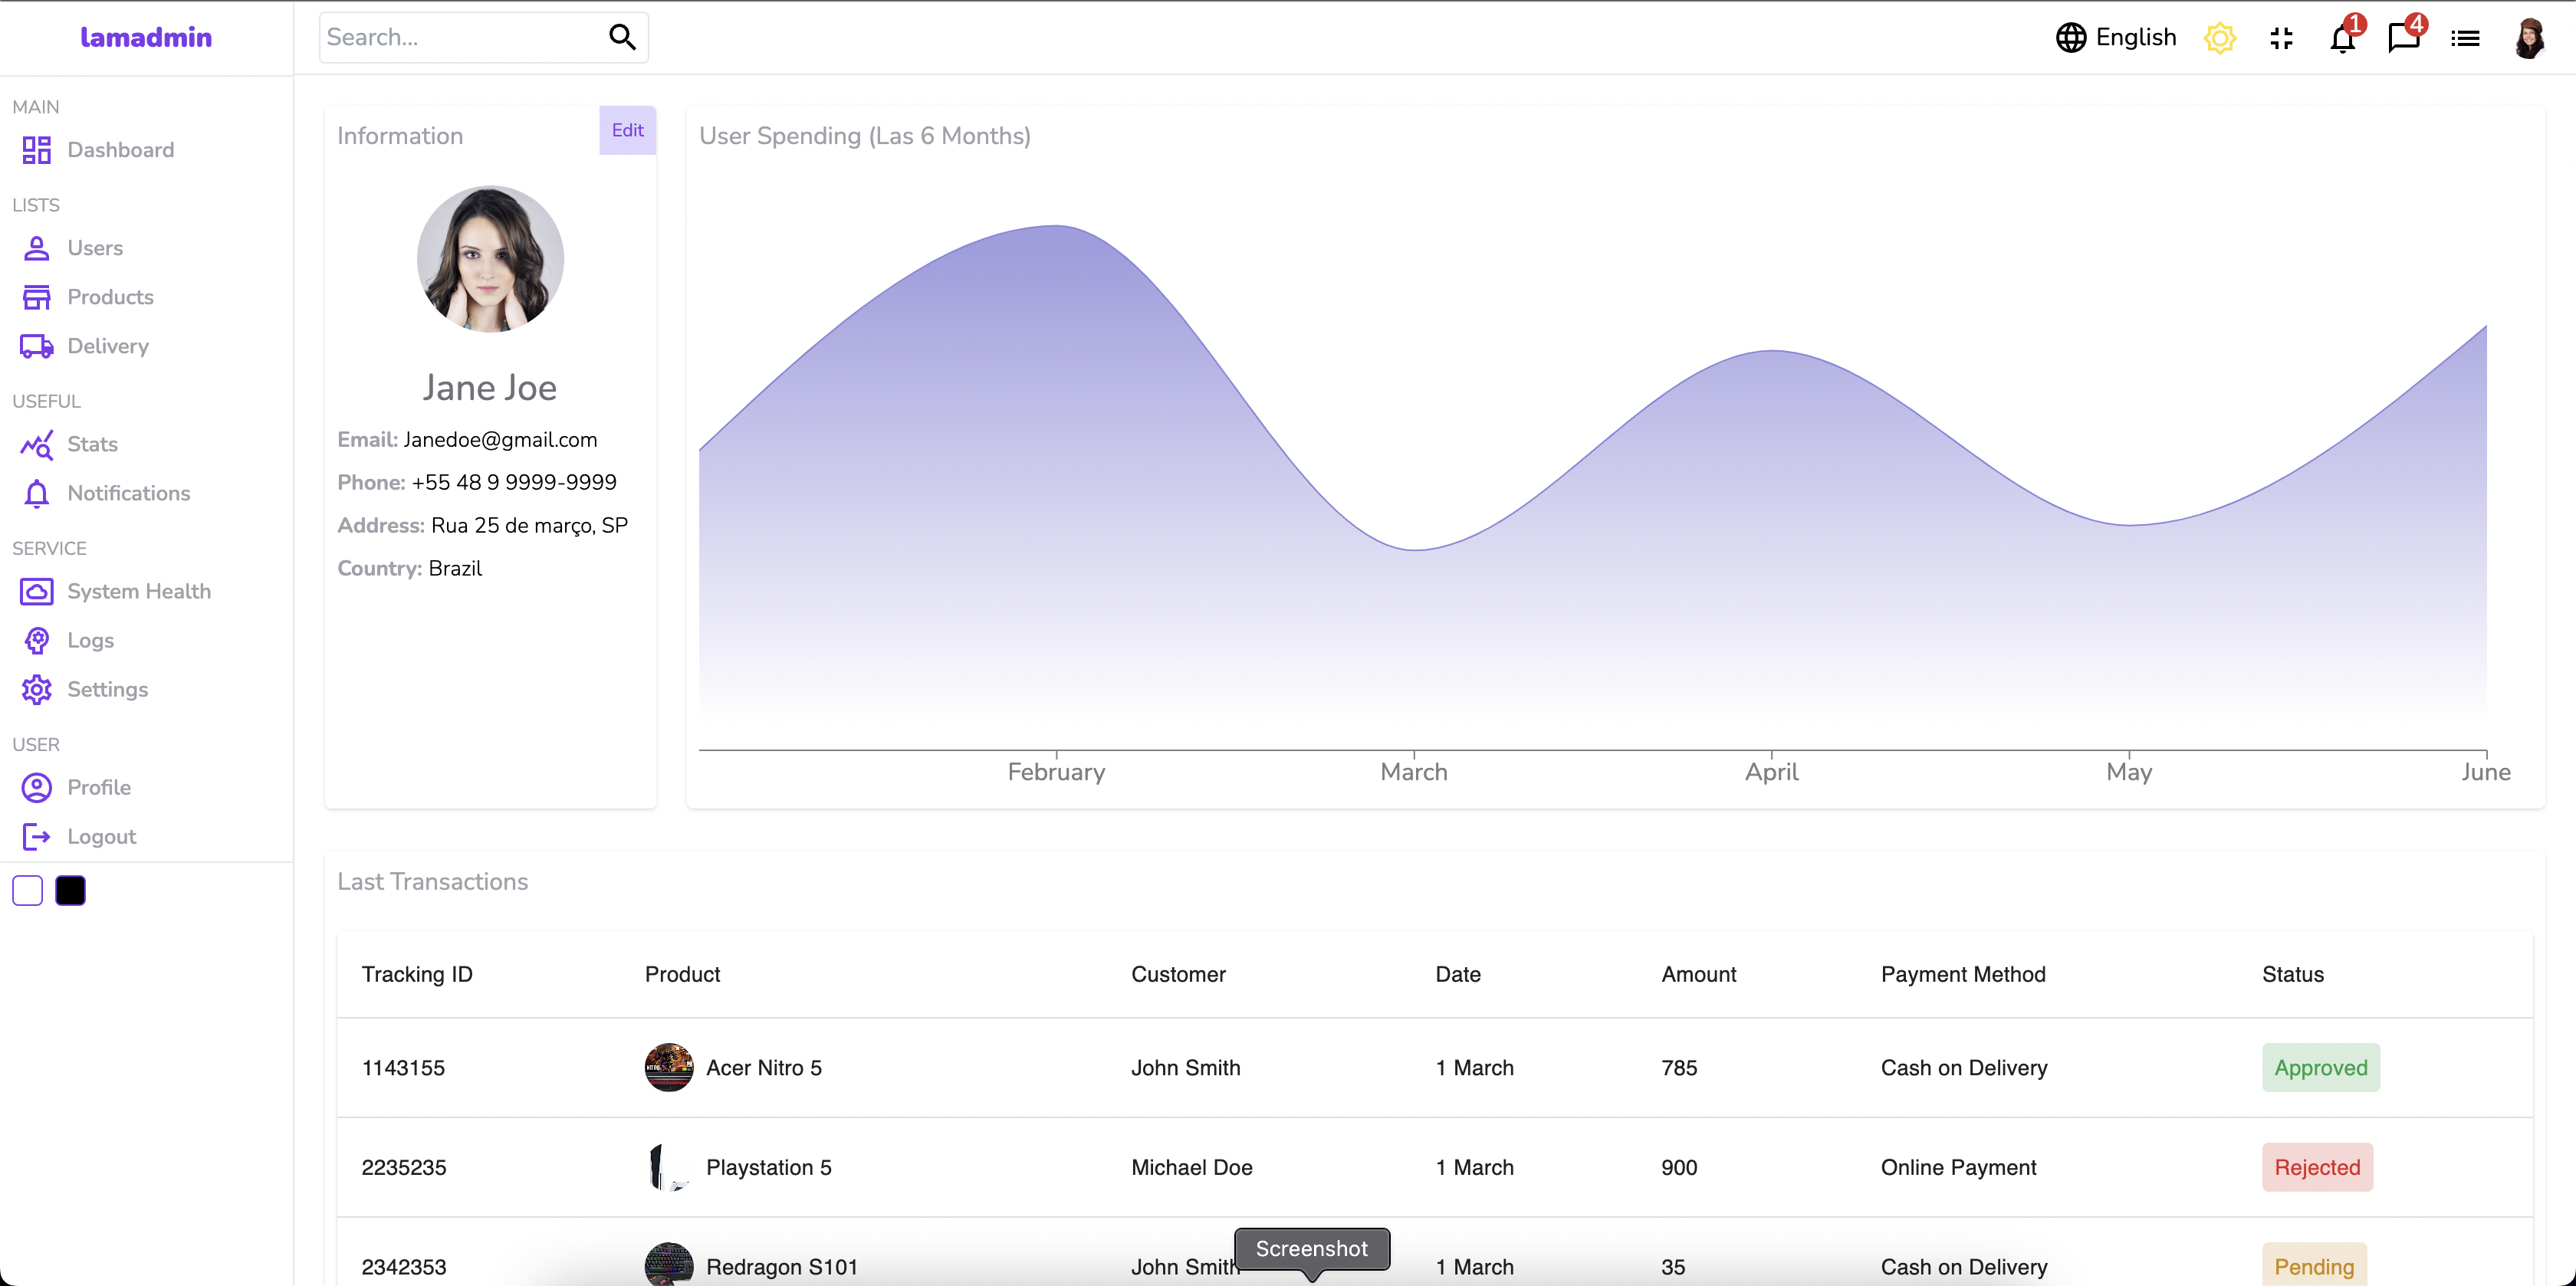 lamadmin
Search...
English
1
4
MAIN
Dashboard
LISTS
Users
Products
Delivery
USEFUL
Stats
Notifications
SERVICE
System Health
Logs
Settings
USER
Profile
Logout
Information
Edit
Jane Joe
Email: Janedoe@gmail.com
Phone: +55 48 9 9999-9999
Address: Rua 25 de março, SP
Country: Brazil
User Spending (Las 6 Months)
February March April May June
Last Transactions
Tracking ID Product Customer Date Amount Payment Method Status
1143155 Acer Nitro 5 John Smith 1 March 785 Cash on Delivery Approved
2235235 Playstation 5 Michael Doe 1 March 900 Online Payment Rejected
2342353 Redragon S101 John Smith 1 March 35 Cash on Delivery Pending
Screenshot